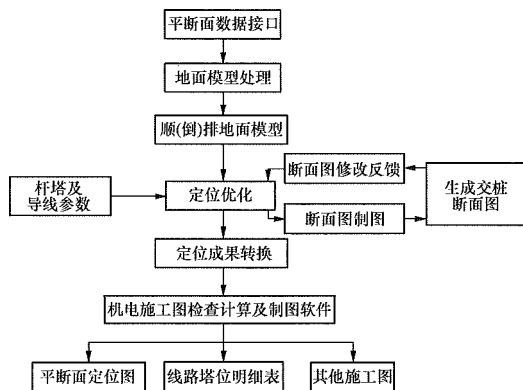 平断面数据接口
地面模型处理
顺(倒)排地面模型
断面图修改反馈
杆塔及
导线参数
定位优化
生成交桩
断面图
断面图制图
定位成果转换
机电施工图检查计算及制图软件
平断面定位图
线路塔位明细表
其他施工图